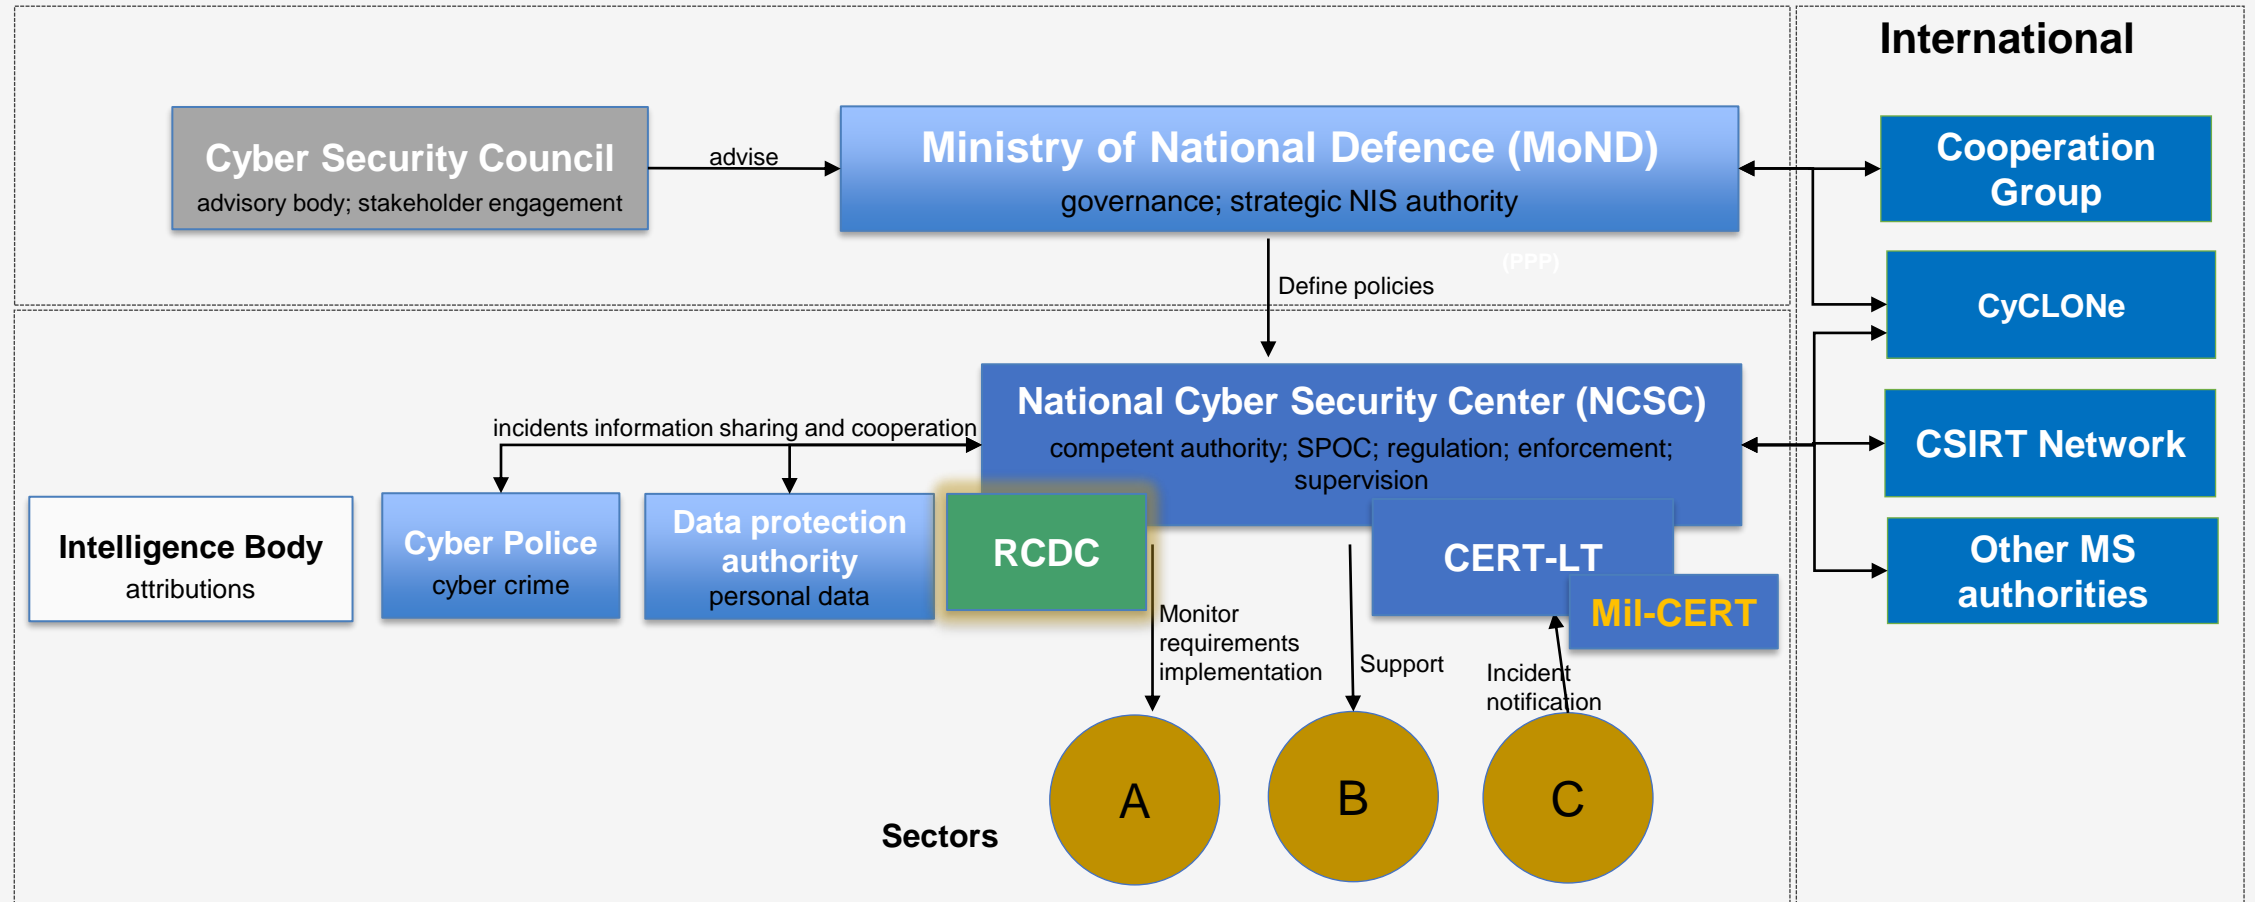 International
Cyber Security Council
advisory body; stakeholder engagement
advise
Ministry of National Defence (MoND)
governance; strategic NIS authority
(PPP)
Define policies
Cooperation
Group
CyCLONe
CSIRT Network
Other MS
authorities
National Cyber Security Center (NCSC)
competent authority; SPOC; regulation; enforcement;
supervision
incidents information sharing and cooperation
Intelligence Body
attributions
Cyber Police
cyber crime
Data protection
authority
personal data
RCDC
CERT-LT
Mil-CERT
Monitor
requirements
implementation
Support
Incident
notification
Sectors
A
B
C